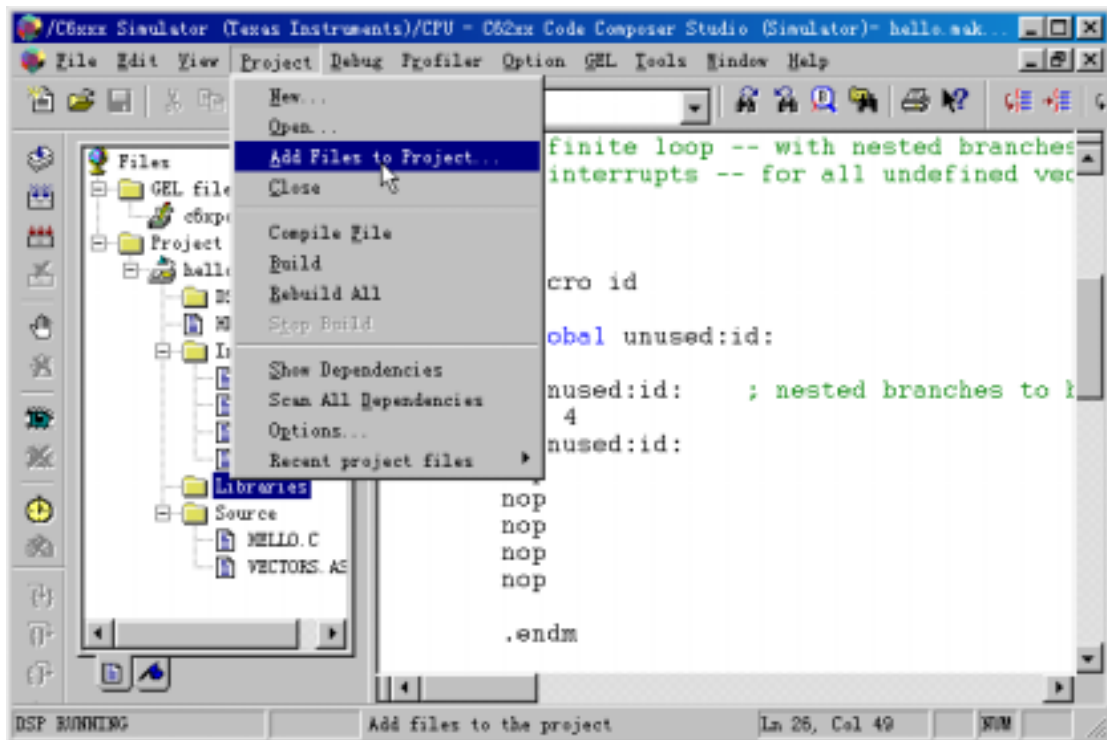 /C6xxx Simulator (Texas Instruments)/CPU - C62xx Code Composer Studio (Simulator)- hello.mak...
File Edit View Project Debug Profiler Option GEL Tools Window Help
New...
Open...
Add Files to Project...
Close
Compile File
Build
Rebuild All
Stop Build
Show Dependencies
Scan All Dependencies
Options...
Recent project files
Files
GEL file
c6xp
Project
hello
Libraries
Source
HELLO.C
VECTORS.AS
finite loop -- with nested branches
interrupts -- for all undefined vec
cro id
obal unused:id:
nused:id: ; nested branches to
4
nused:id:
nop
nop
nop
nop
.endm
DSP RUNNING Add files to the project Ln 26, Col 49 NUM